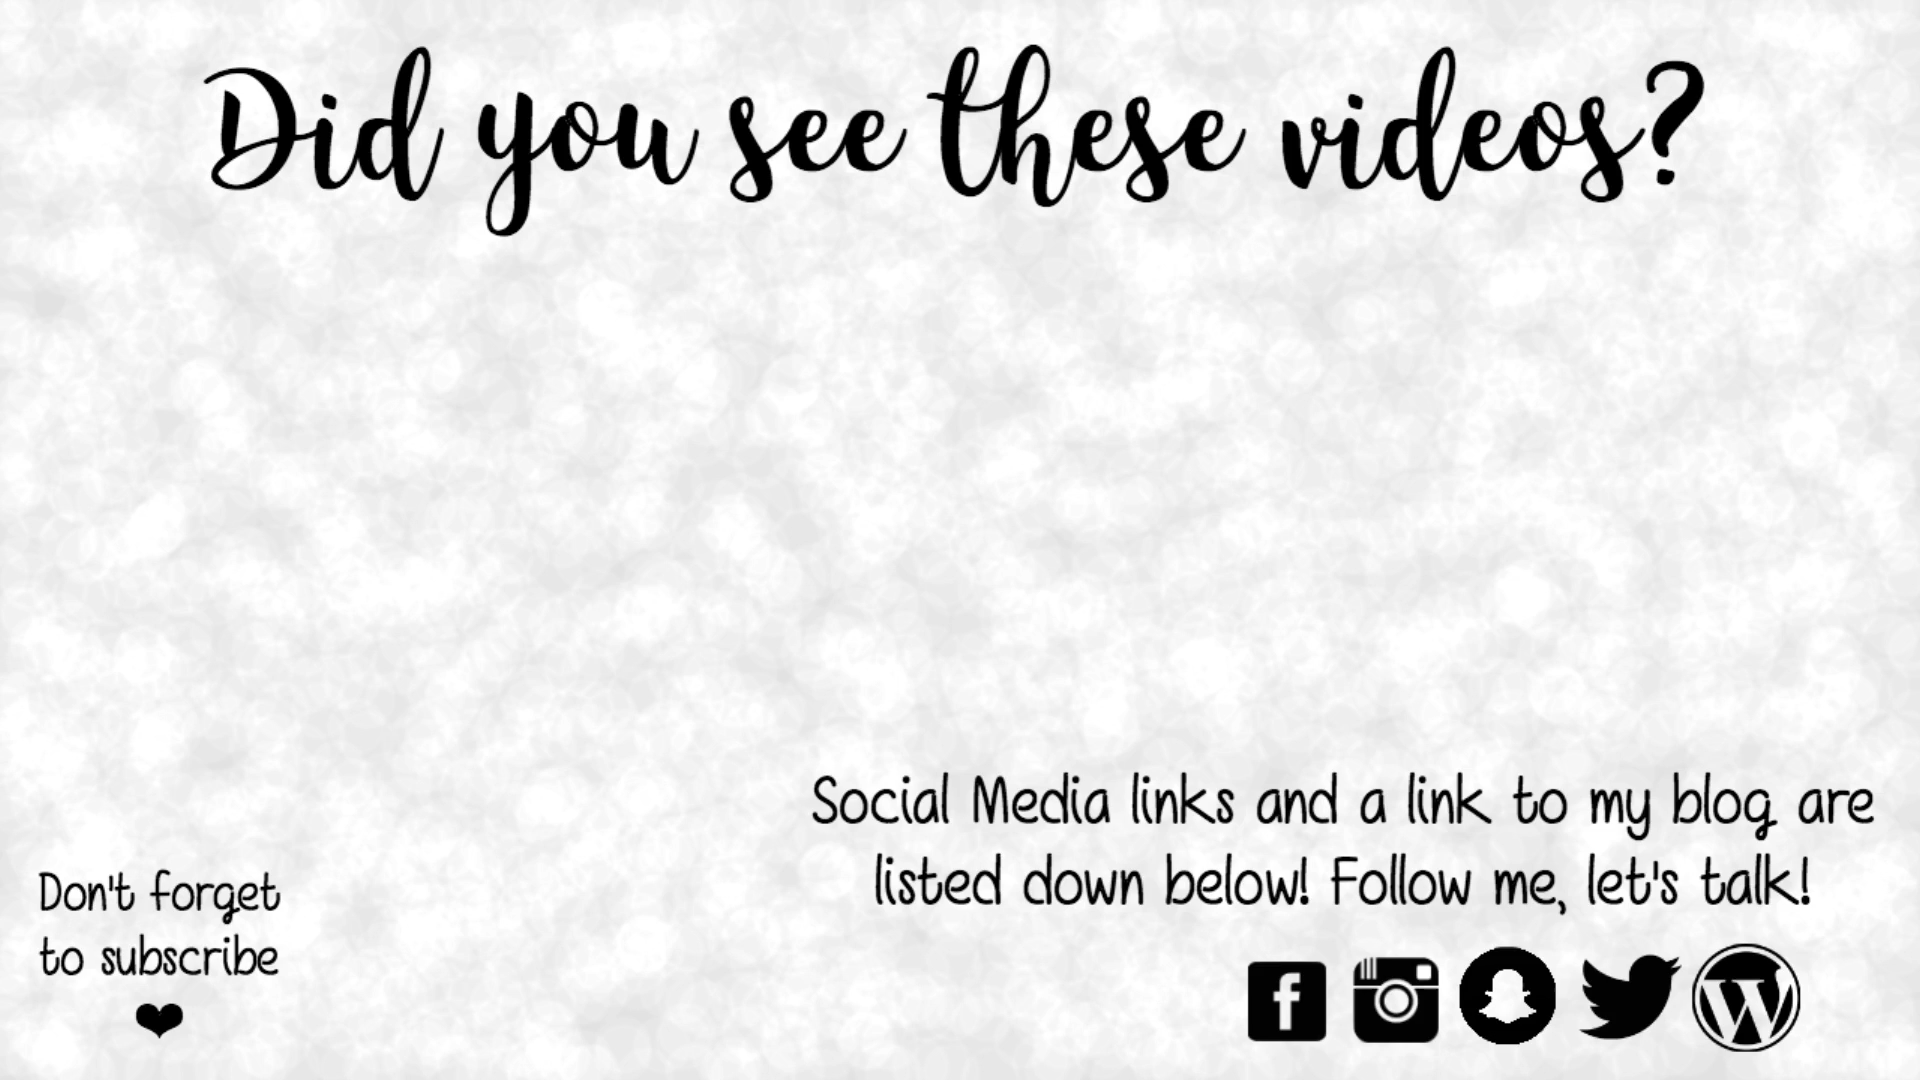 Did you see these videos?
Social Media links and a link to my blog are
listed down below! Follow me, let's talk!
Don't forget
to subscribe